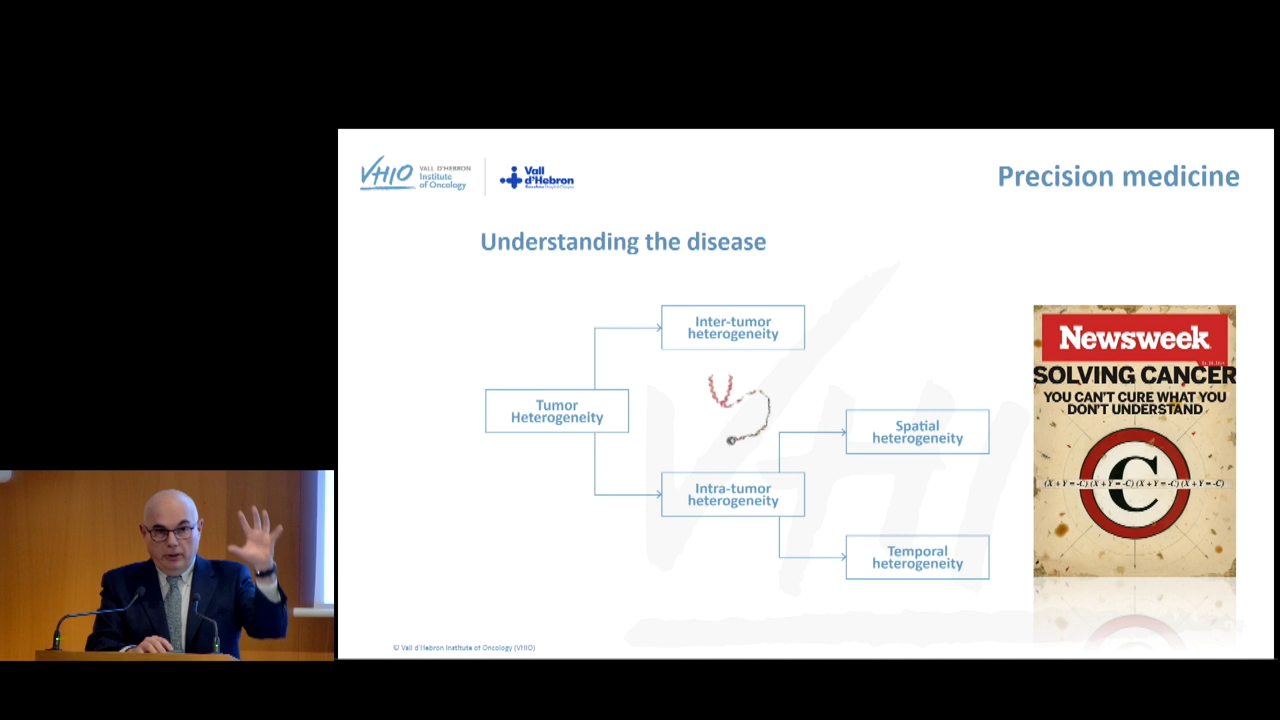 VHIO
VALL D'HEBRON
Institute
of Oncology
Vall
d'Hebron
Precision medicine
Understanding the disease
Inter-tumor
heterogeneity
Tumor
Heterogeneity
Spatial
heterogeneity
Intra-tumor
heterogeneity
Temporal
heterogeneity
Newsweek
SOLVING CANCER
YOU CAN'T CURE WHAT YOU
DON'T UNDERSTAND
C
(X+Y=-C) (X+Y=-C) (X+Y=-C) (X+Y=-C)
© Vall d'Hebron Institute of Oncology (VHIO)